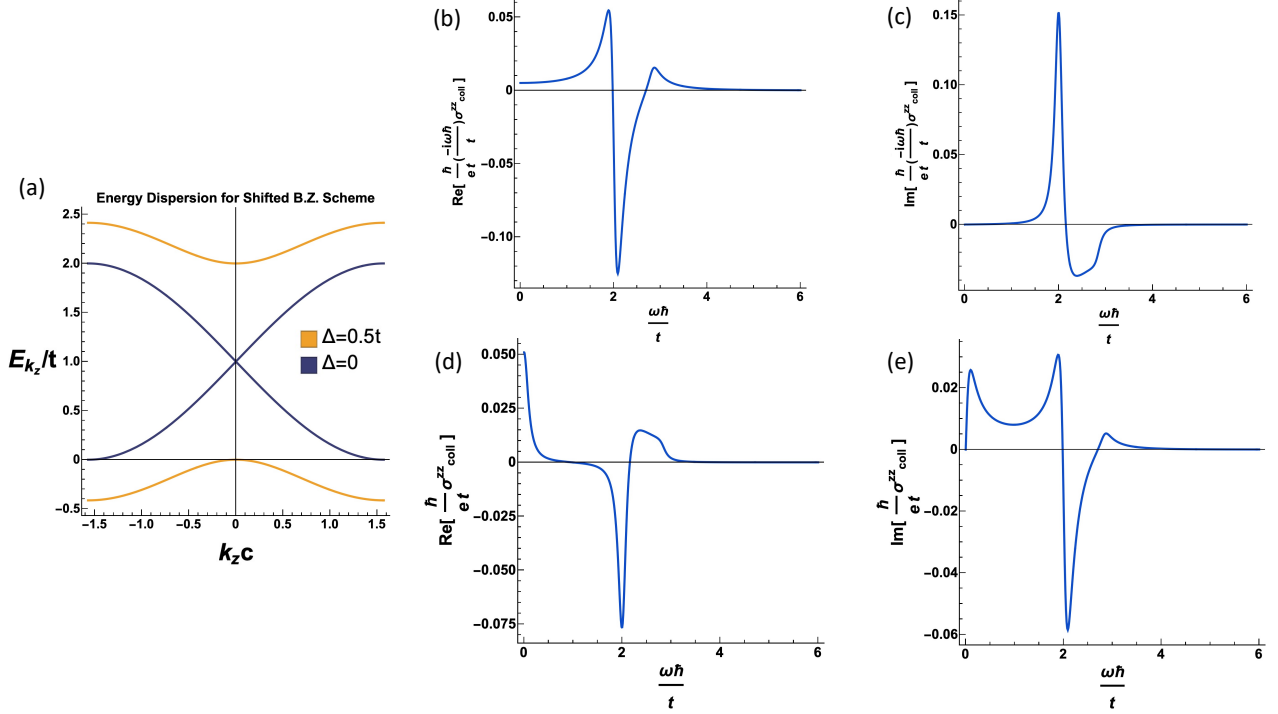 (a)
Energy Dispersion for Shifted B.Z. Scheme
2.5
2.0
1.5
1.0
0.5
0
−0.5
E_{k_z}/t
Δ=0.5t
Δ=0
−1.5 −1.0 −0.5 0 0.5 1.0 1.5
k_z c
(b)
0.05
0
−0.05
−0.10
Re[ ħ/(e t) (−iωħ/t) σ^{zz}_{coll} ]
0 2 4 6
ωħ
t
(c)
0.15
0.10
0.05
0
Im[ ħ/(e t) (−iωħ/t) σ^{zz}_{coll} ]
0 2 4 6
ωħ
t
(d)
0.050
0.025
0
−0.025
−0.050
−0.075
Re[ ħ/(e t) σ^{zz}_{coll} ]
0 2 4 6
ωħ
t
(e)
0.02
0
−0.02
−0.04
−0.06
Im[ ħ/(e t) σ^{zz}_{coll} ]
0 2 4 6
ωħ
t